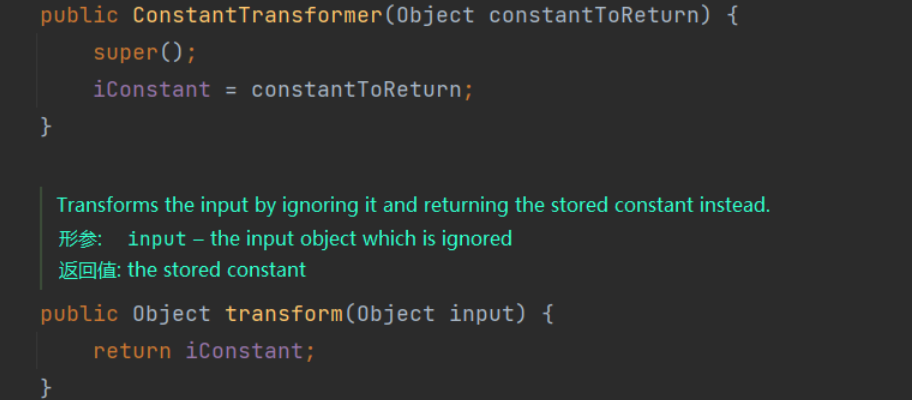 public ConstantTransformer(Object constantToReturn) {
super();
iConstant = constantToReturn;
}
Transforms the input by ignoring it and returning the stored constant instead.
形参: input – the input object which is ignored
返回值: the stored constant
public Object transform(Object input) {
return iConstant;
}